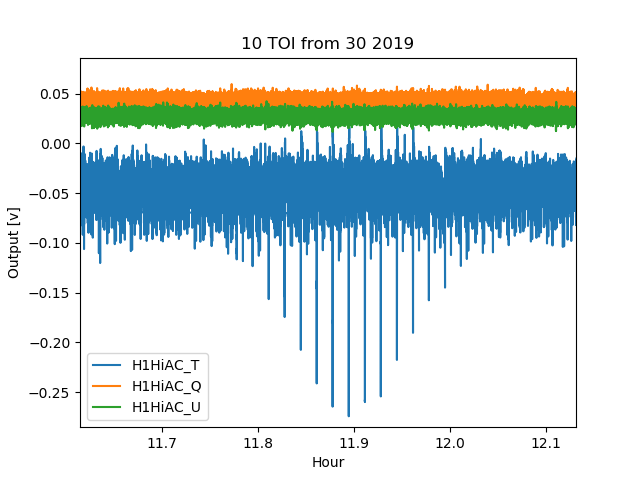 10 TOI from 30 2019
Output [v]
0.05
0.00
−0.05
−0.10
−0.15
−0.20
−0.25
H1HiAC_T
H1HiAC_Q
H1HiAC_U
11.7 11.8 11.9 12.0 12.1
Hour